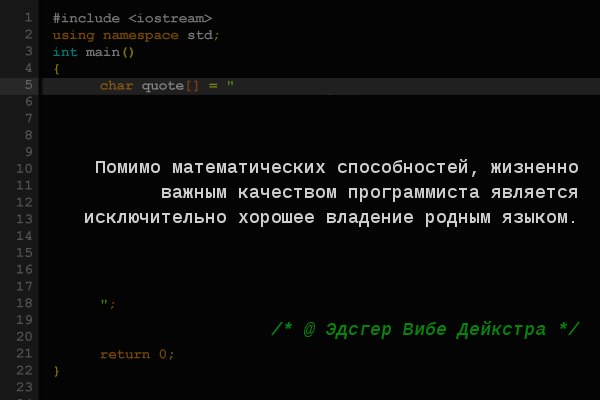 1 #include <iostream>
2 using namespace std;
3 int main()
4 {
5 char quote[] = "
6
7
8
9
10 Помимо математических способностей, жизненно
11 важным качеством программиста является
12
13 исключительно хорошее владение родным языком.
14
15
16
17
18 ";
19
20 /* @ Эдсгер Вибе Дейкстра */
21 return 0;
22 }
23